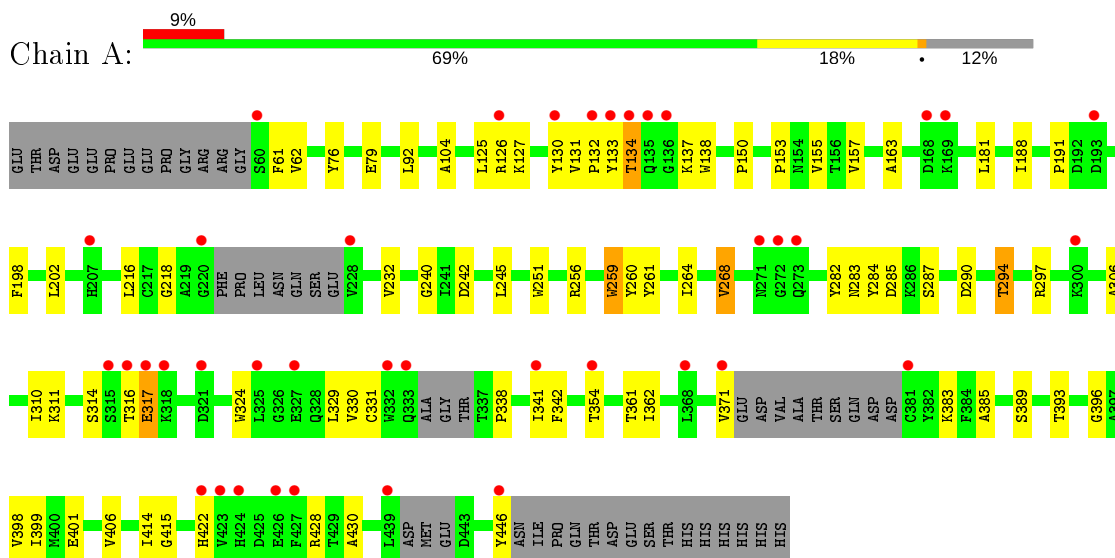 9%
Chain A:
69% 18% • 12%
GLU THR ASP GLU GLU PRO GLU GLU PRO GLY ARG ARG GLY S60 F61 V62 Y76 E79 L92 A104 L125 R126 K127 Y130 V131 P132 Y133 T134 Q135 G136 K137 W138 P150 P153 N154 V155 T156 V157 A163 D168 K169 L181 I188 P191 D192 D193
F198 L202 H207 L216 C217 G218 A219 G220 PHE PRO LEU ASN GLN SER GLU V228 V232 G240 I241 D242 L245 W251 R256 W259 Y260 Y261 I264 V268 N271 G272 Q273 Y282 N283 Y284 D285 K286 S287 D290 T294 R297 K300 A306
I310 K311 S314 S315 T316 E317 K318 D321 W324 L325 G326 E327 Q328 L329 V330 C331 W332 Q333 ALA GLY THR T337 P338 I341 F342 T354 T361 I362 L368 V371 GLU ASP VAL ALA THR SER GLN ASP ASP C381 Y382 K383 F384 A385 S389 T393 G396 A397
V398 I399 M400 E401 V406 I414 G415 H422 V423 H424 D425 E426 F427 R428 T429 A430 L439 ASP MET GLU D443 Y446 ASN ILE PRO GLN THR ASP GLU SER THR HIS HIS HIS HIS HIS HIS